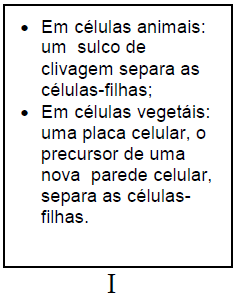 • Em células animais:
um sulco de
clivagem separa as
células-filhas;
• Em células vegetáis:
uma placa celular, o
precursor de uma
nova parede celular,
separa as células-
filhas.
I